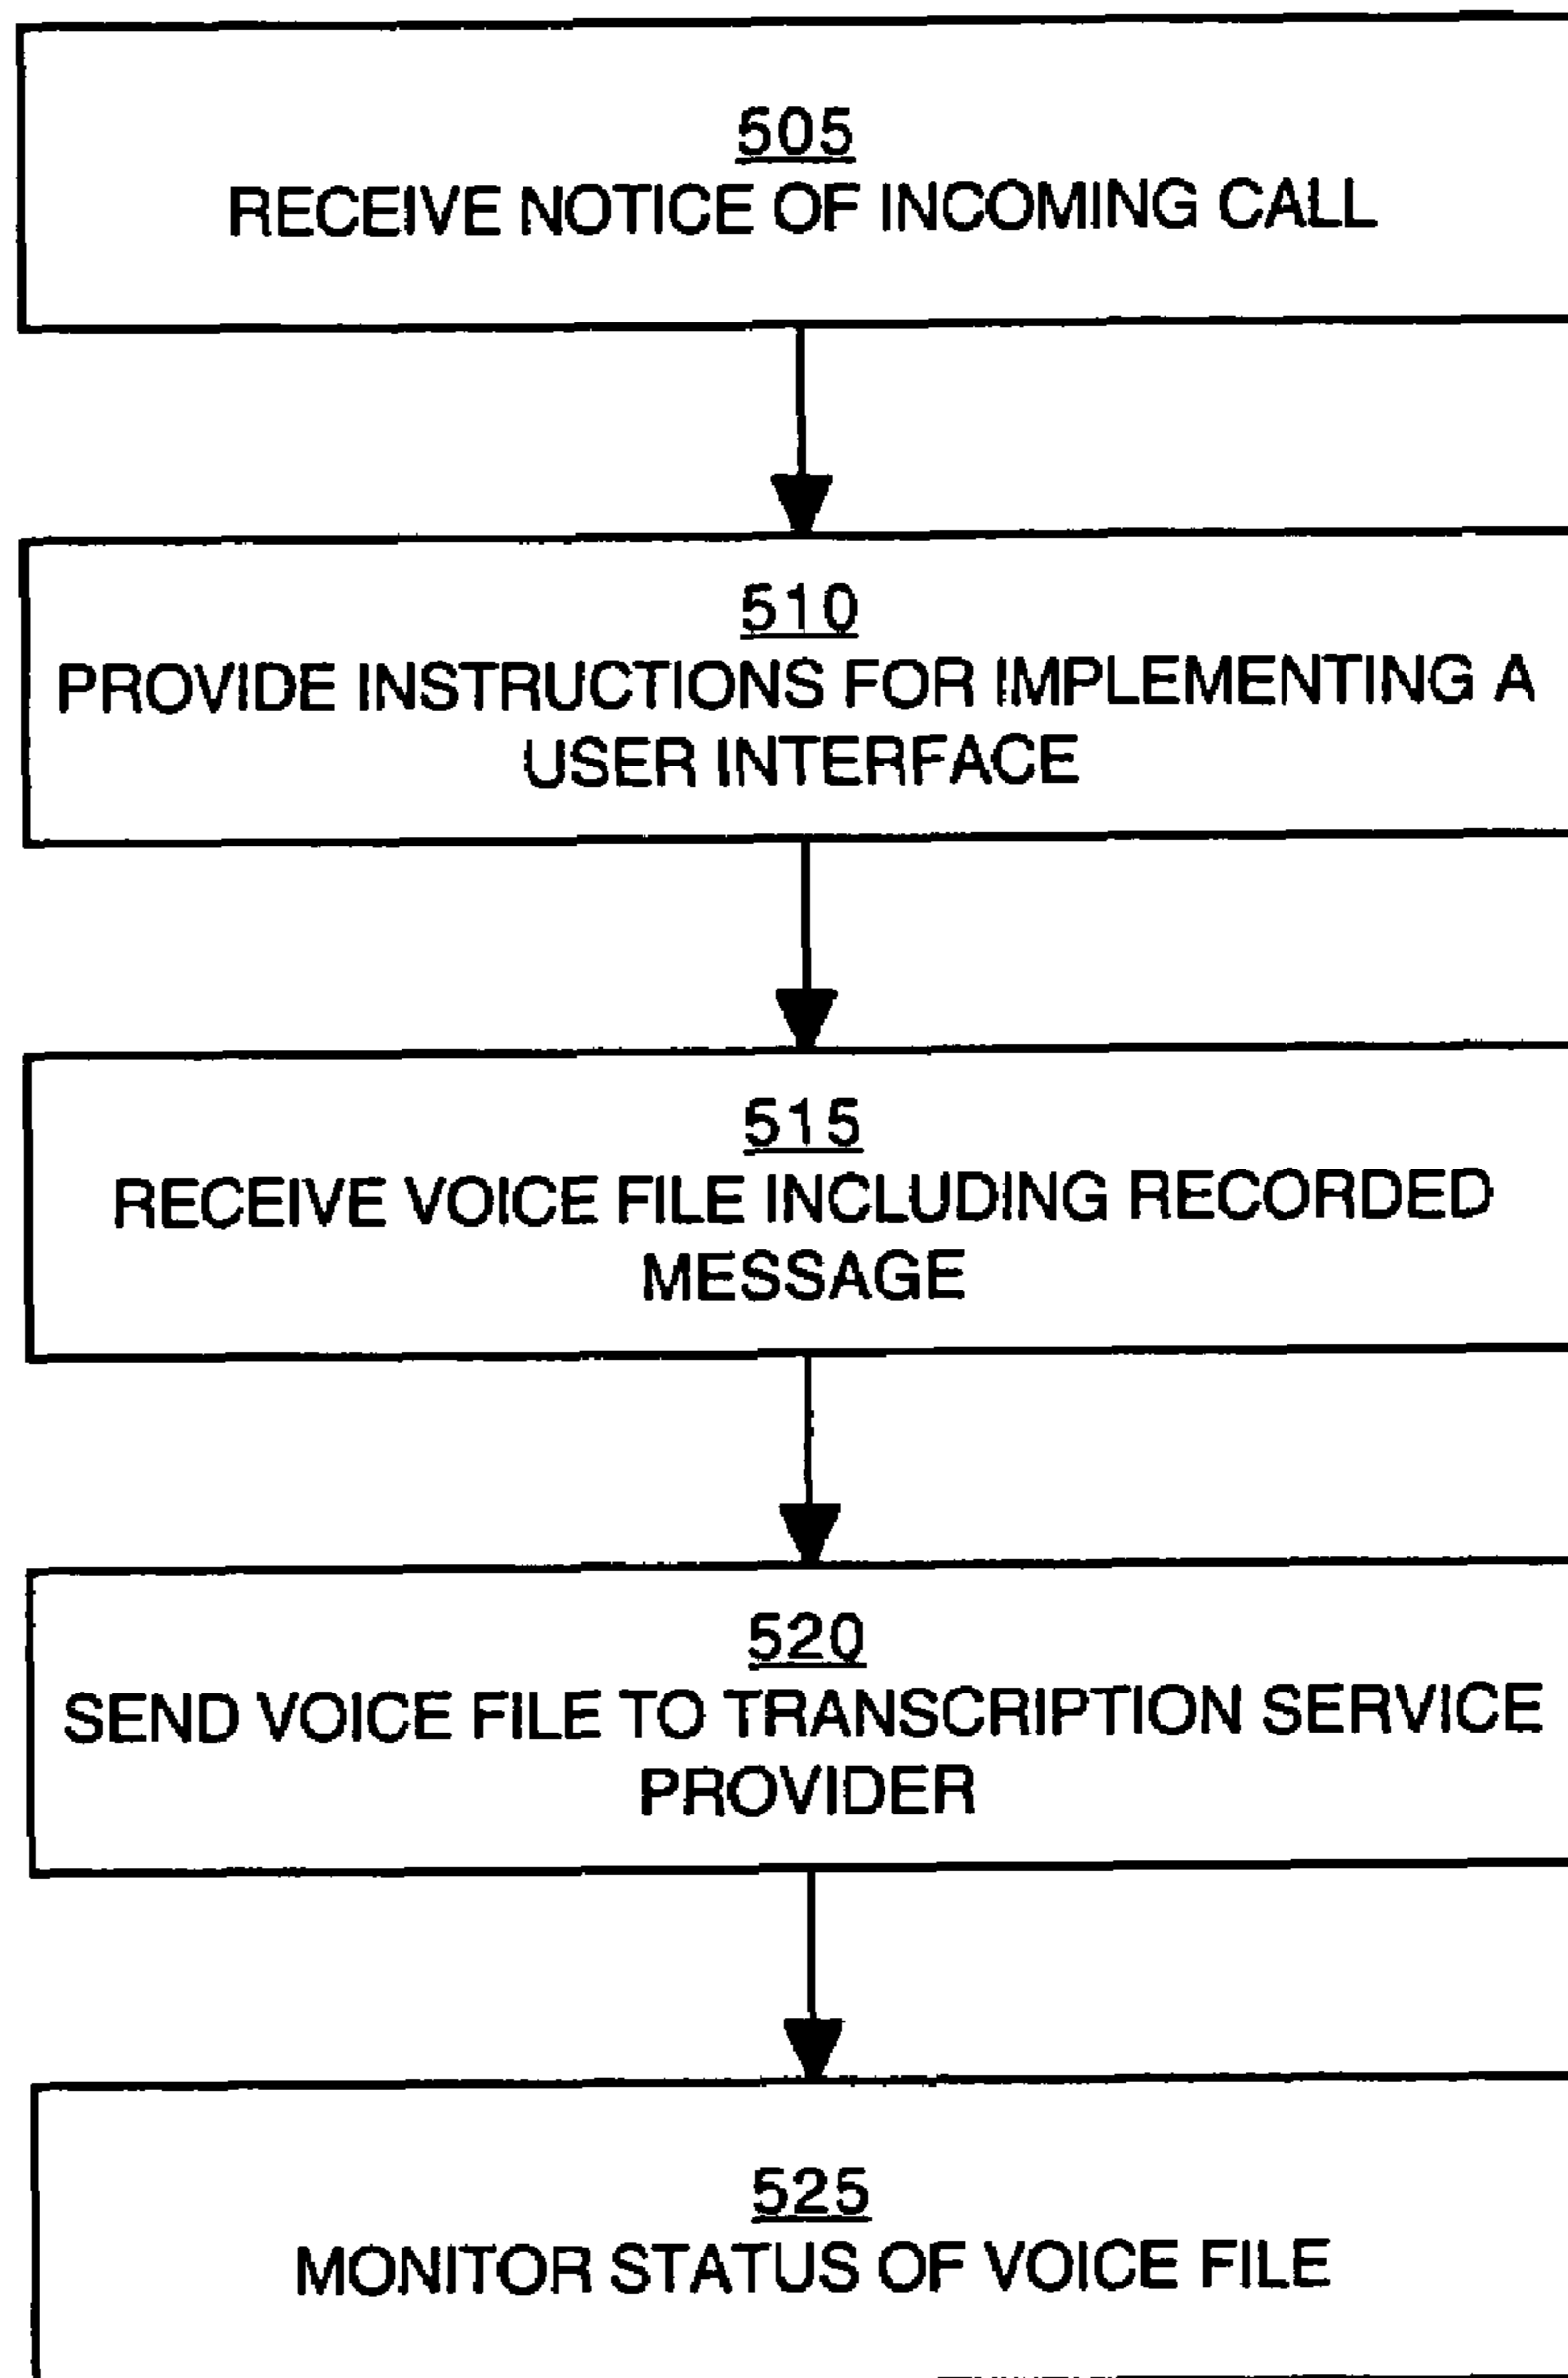 505
RECEIVE NOTICE OF INCOMING CALL
510
PROVIDE INSTRUCTIONS FOR IMPLEMENTING A
USER INTERFACE
515
RECEIVE VOICE FILE INCLUDING RECORDED
MESSAGE
520
SEND VOICE FILE TO TRANSCRIPTION SERVICE
PROVIDER
525
MONITOR STATUS OF VOICE FILE